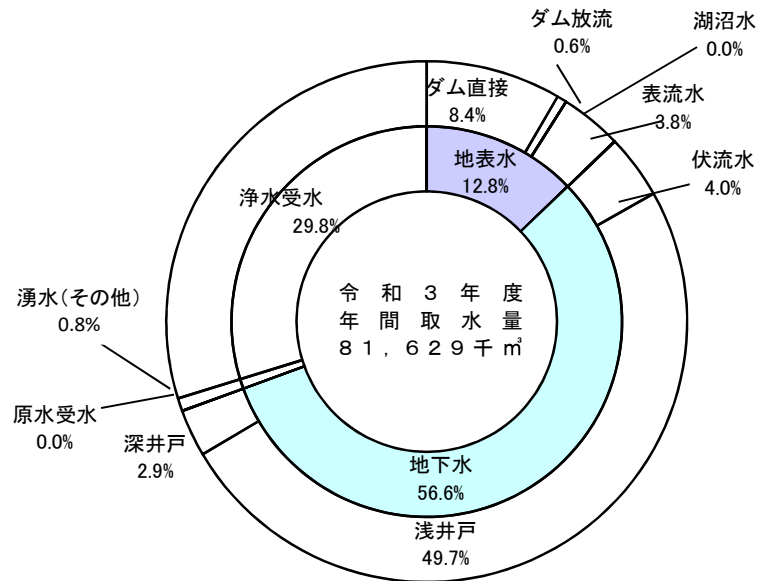 ダム放流
0.6%
湖沼水
0.0%
ダム直接
8.4%
表流水
3.8%
地表水
12.8%
伏流水
4.0%
浄水受水
29.8%
令和３年度
年間取水量
８１，６２９千㎥
湧水（その他）
0.8%
原水受水
0.0%
深井戸
2.9%
地下水
56.6%
浅井戸
49.7%